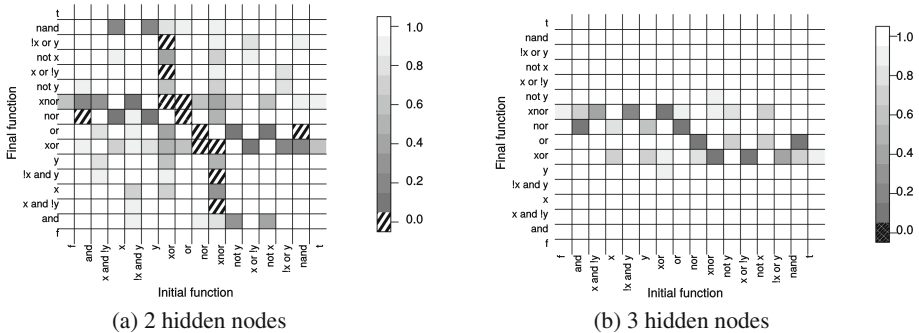 Final function
t
nand
!x or y
not x
x or !y
not y
xnor
nor
or
xor
y
!x and y
x
x and !y
and
f
f
and
x and !y
x
!x and y
y
xor
or
nor
xnor
not y
x or !y
not x
!x or y
nand
t
Initial function
1.0
0.8
0.6
0.4
0.2
0.0
(a) 2 hidden nodes
Final function
t
nand
!x or y
not x
x or !y
not y
xnor
nor
or
xor
y
!x and y
x
x and !y
and
f
f
and
x and !y
x
!x and y
y
xor
or
nor
xnor
not y
x or !y
not x
!x or y
nand
t
Initial function
1.0
0.8
0.6
0.4
0.2
0.0
(b) 3 hidden nodes